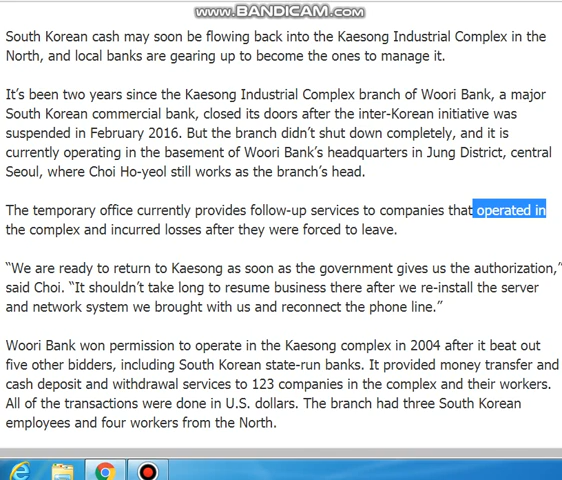 www.BANDICAM.com
South Korean cash may soon be flowing back into the Kaesong Industrial Complex in the
North, and local banks are gearing up to become the ones to manage it.
It's been two years since the Kaesong Industrial Complex branch of Woori Bank, a major
South Korean commercial bank, closed its doors after the inter-Korean initiative was
suspended in February 2016. But the branch didn't shut down completely, and it is
currently operating in the basement of Woori Bank's headquarters in Jung District, central
Seoul, where Choi Ho-yeol still works as the branch's head.
The temporary office currently provides follow-up services to companies that operated in
the complex and incurred losses after they were forced to leave.
“We are ready to return to Kaesong as soon as the government gives us the authorization,”
said Choi. “It shouldn't take long to resume business there after we re-install the server
and network system we brought with us and reconnect the phone line.”
Woori Bank won permission to operate in the Kaesong complex in 2004 after it beat out
five other bidders, including South Korean state-run banks. It provided money transfer and
cash deposit and withdrawal services to 123 companies in the complex and their workers.
All of the transactions were done in U.S. dollars. The branch had three South Korean
employees and four workers from the North.